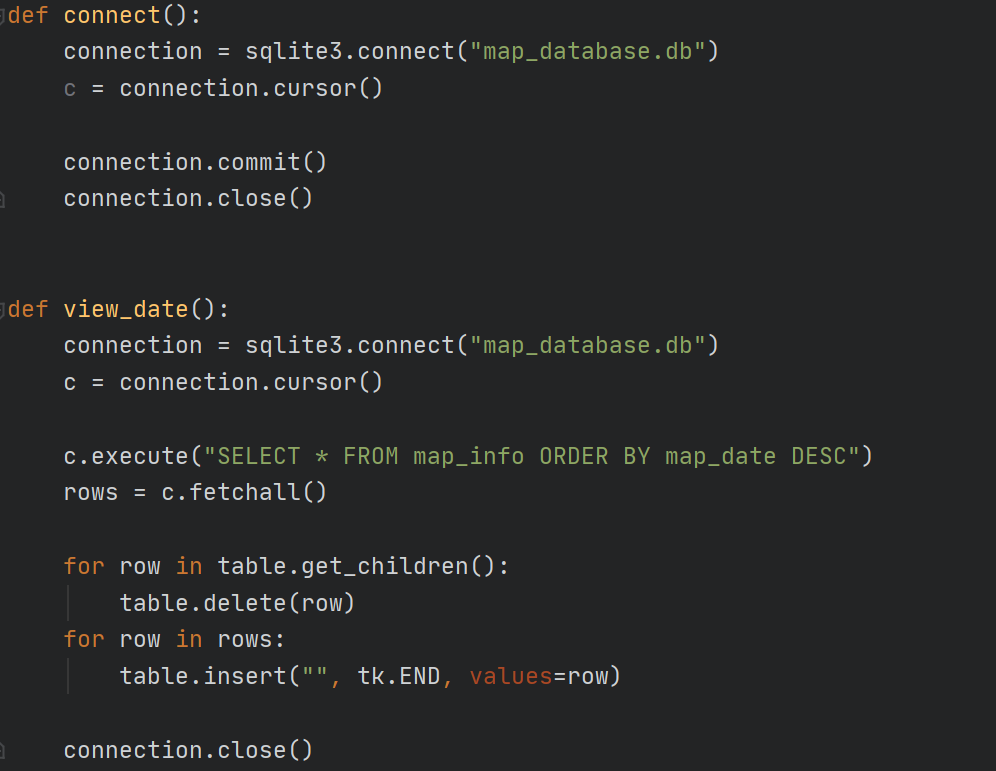 def connect():
    connection = sqlite3.connect("map_database.db")
    c = connection.cursor()

    connection.commit()
    connection.close()


def view_date():
    connection = sqlite3.connect("map_database.db")
    c = connection.cursor()

    c.execute("SELECT * FROM map_info ORDER BY map_date DESC")
    rows = c.fetchall()

    for row in table.get_children():
        table.delete(row)
    for row in rows:
        table.insert("", tk.END, values=row)

    connection.close()